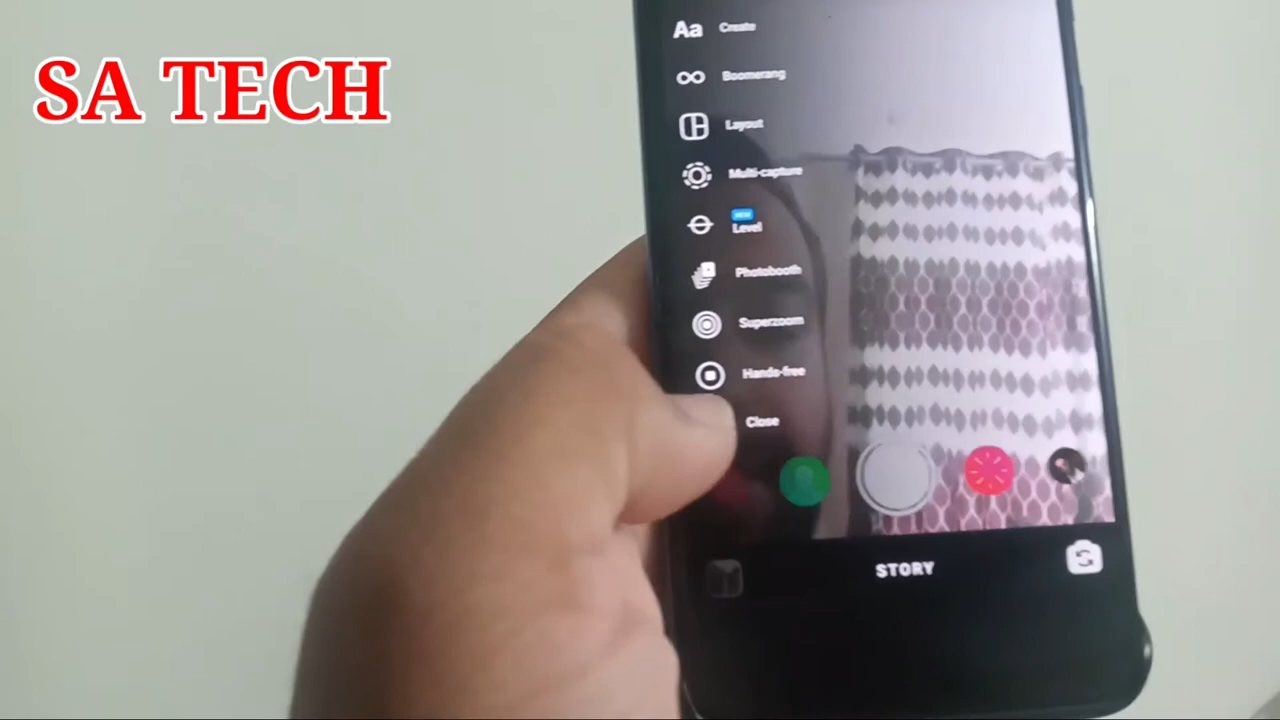 SA TECH
Aa Create
Boomerang
Layout
Multi-capture
NEW
Level
Photobooth
Superzoom
Hands-free
Close
STORY